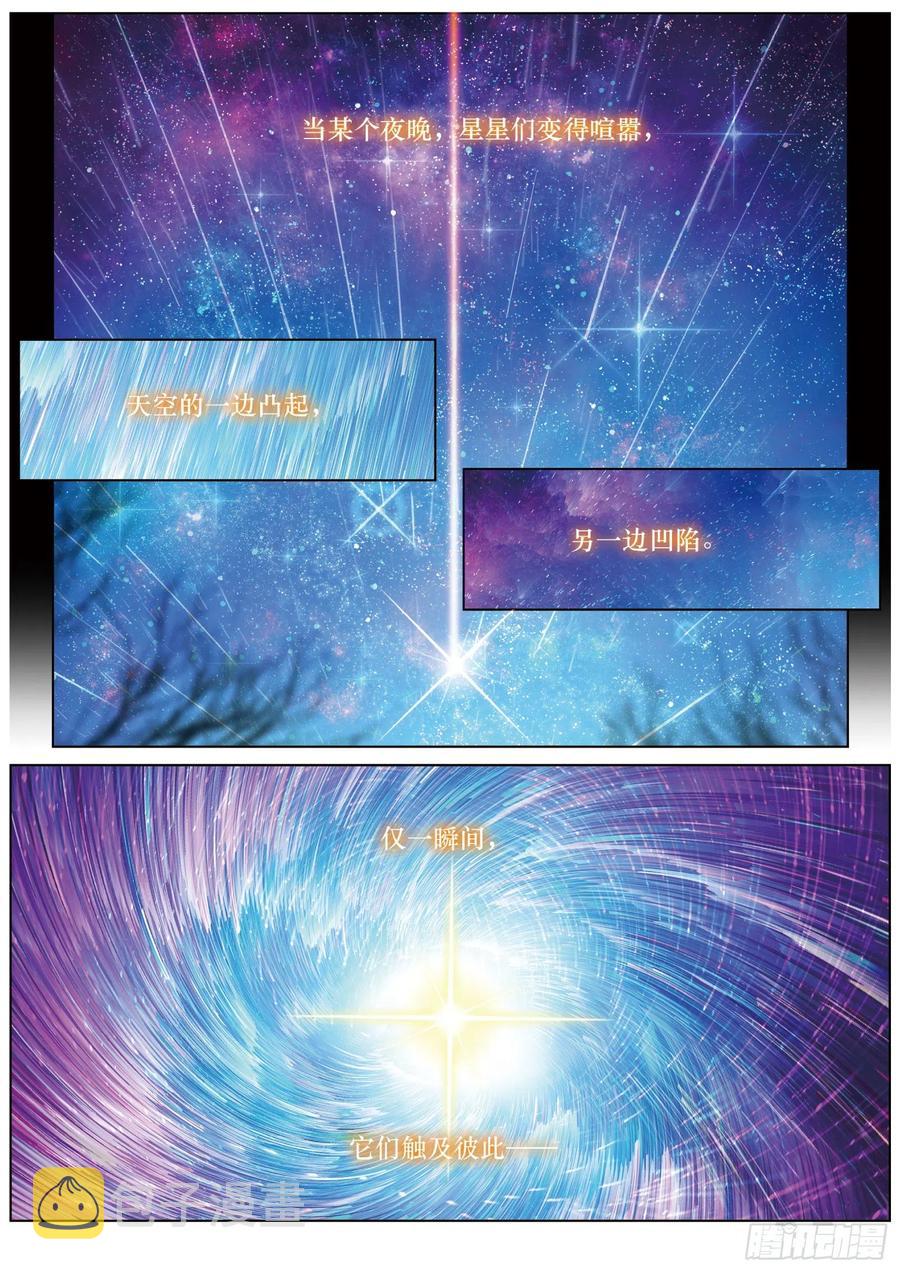 当某个夜晚，星星们变得喧嚣，
天空的一边凸起，
另一边凹陷。
仅一瞬间，
它们触及彼此——
包子漫畫
腾讯动漫